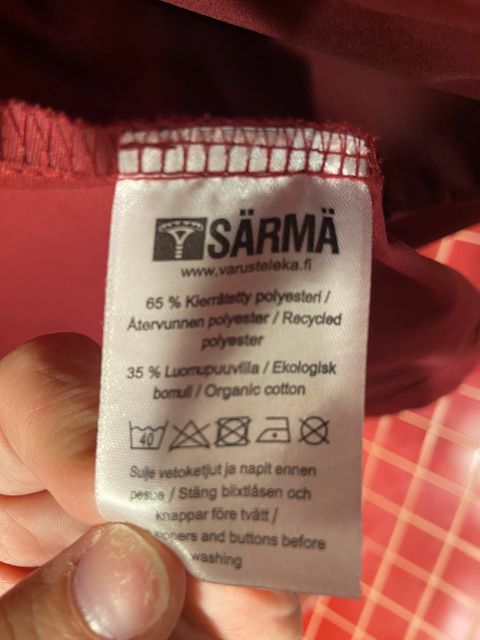 SÄRMÄ
www.varusteleka.fi
65 % Kierrätetty polyesteri /
Återvunnen polyester / Recycled
polyester
35 % Luomupuuvilla / Ekologisk
bomull / Organic cotton
40
Sulje vetoketjut ja napit ennen
pesua / Stäng blixtlåsen och
knappar före tvätt /
and buttons before
washing